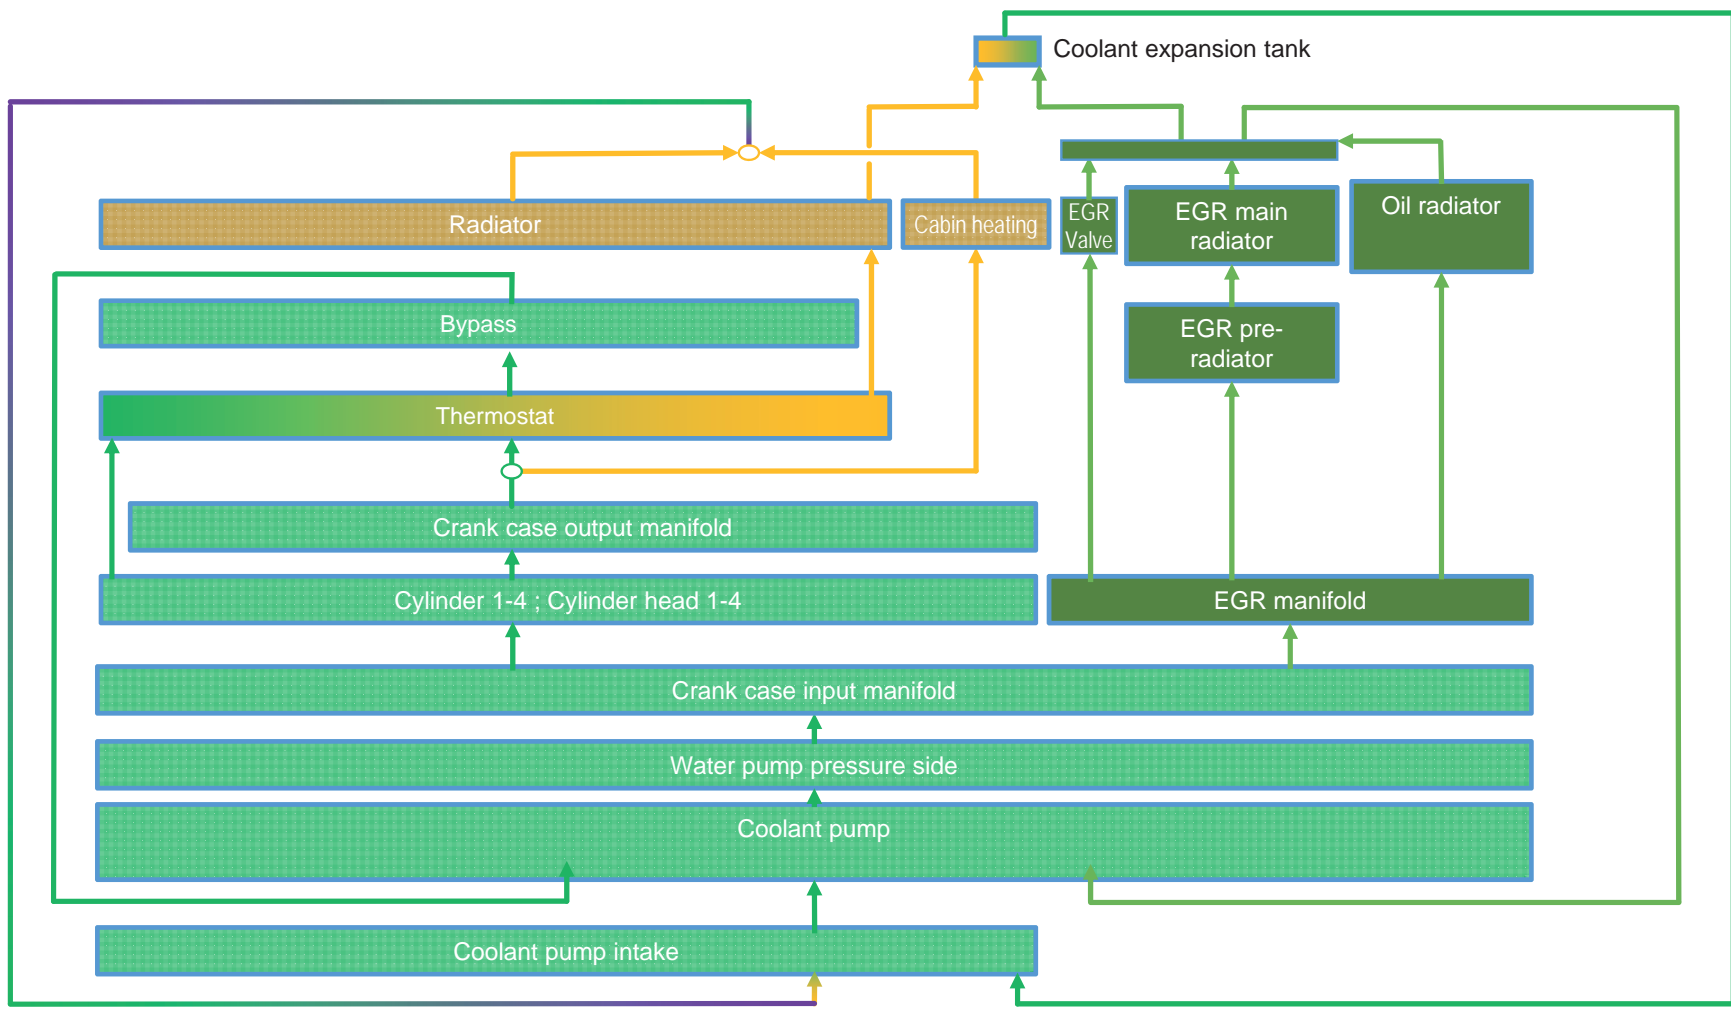 Coolant expansion tank
Radiator
Cabin heating
EGR
Valve
EGR main
radiator
Oil radiator
Bypass
EGR pre-
radiator
Thermostat
Crank case output manifold
Cylinder 1-4 ; Cylinder head 1-4
EGR manifold
Crank case input manifold
Water pump pressure side
Coolant pump
Coolant pump intake